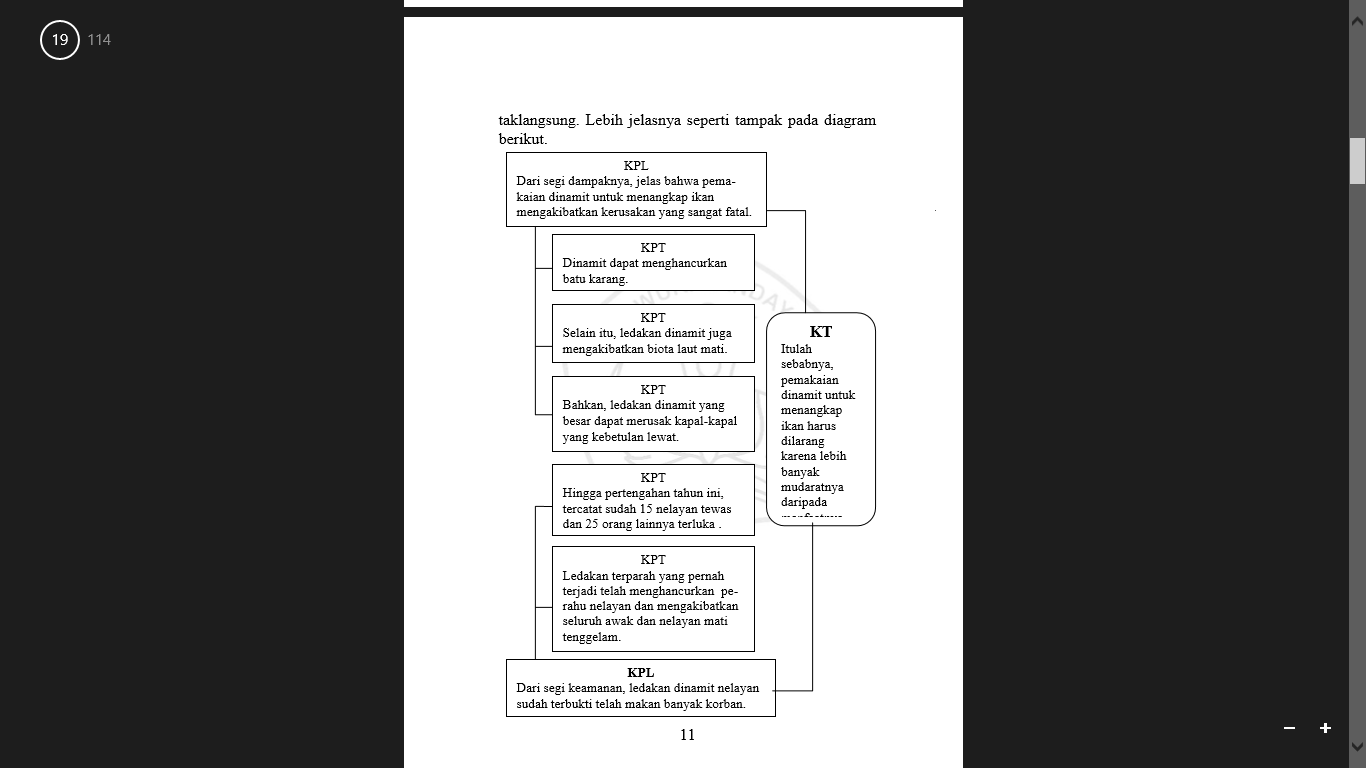 19 114
taklangsung. Lebih jelasnya seperti tampak pada diagram
berikut.
KPL
Dari segi dampaknya, jelas bahwa pema-
kaian dinamit untuk menangkap ikan
mengakibatkan kerusakan yang sangat fatal.
KPT
Dinamit dapat menghancurkan
batu karang.
KPT
Selain itu, ledakan dinamit juga
mengakibatkan biota laut mati.
KPT
Bahkan, ledakan dinamit yang
besar dapat merusak kapal-kapal
yang kebetulan lewat.
KPT
Hingga pertengahan tahun ini,
tercatat sudah 15 nelayan tewas
dan 25 orang lainnya terluka .
KPT
Ledakan terparah yang pernah
terjadi telah menghancurkan pe-
rahu nelayan dan mengakibatkan
seluruh awak dan nelayan mati
tenggelam.
KPL
Dari segi keamanan, ledakan dinamit nelayan
sudah terbukti telah makan banyak korban.
KT
Itulah
sebabnya,
pemakaian
dinamit untuk
menangkap
ikan harus
dilarang
karena lebih
banyak
mudaratnya
daripada
11